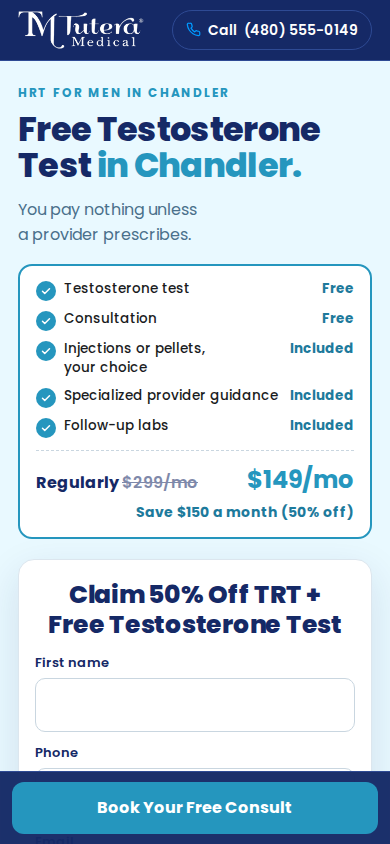 Tutera®
Medical
Call (480) 555-0149
HRT FOR MEN IN CHANDLER
Free Testosterone
Test in Chandler.
You pay nothing unless
a provider prescribes.
Testosterone test Free
Consultation Free
Injections or pellets,
your choice Included
Specialized provider guidance Included
Follow-up labs Included
Regularly $299/mo $149/mo
Save $150 a month (50% off)
Claim 50% Off TRT +
Free Testosterone Test
First name
Phone
Book Your Free Consult
Email